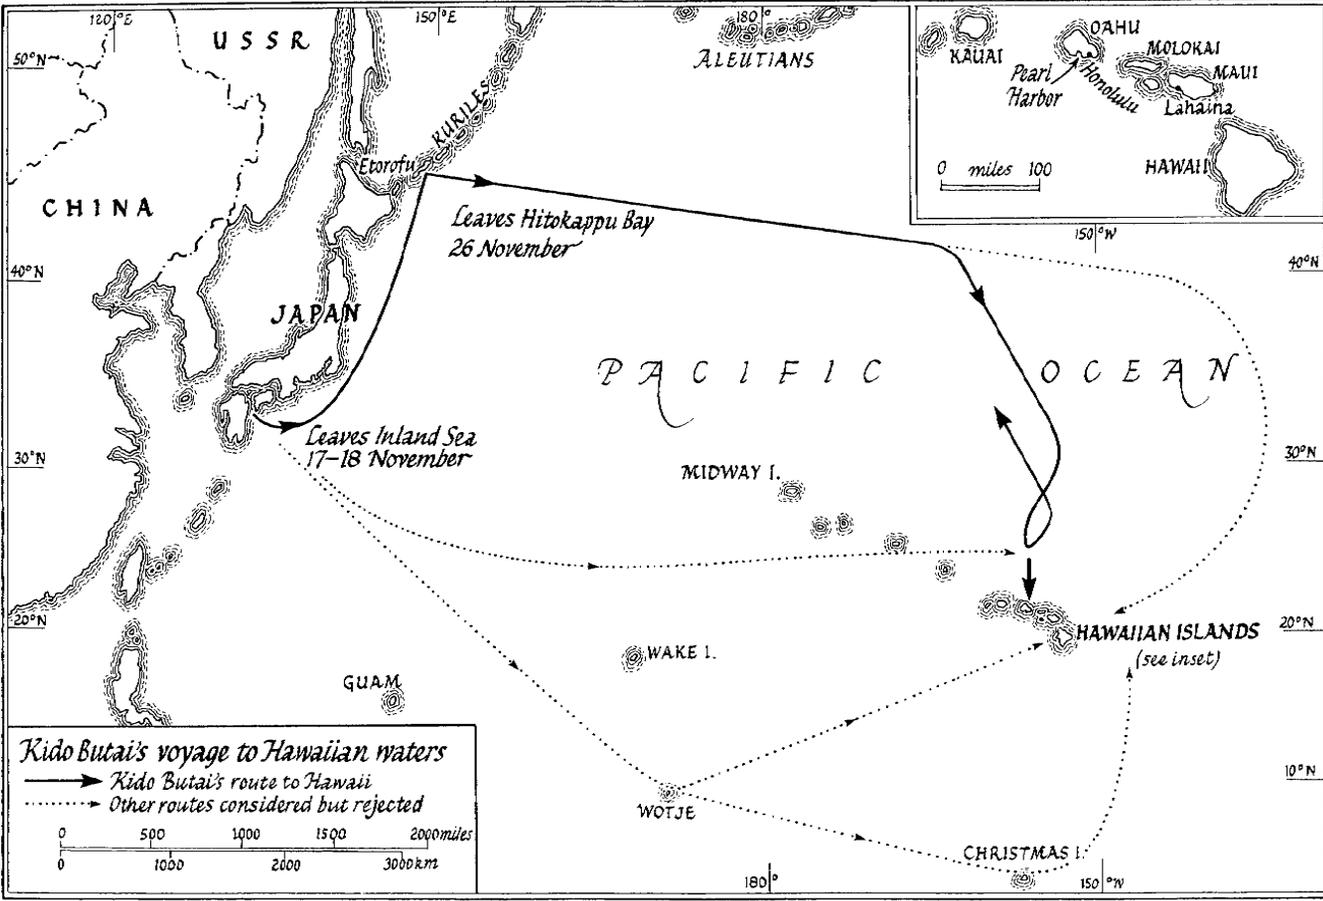 120°E
150°E
180°
USSR
50°N
ALEUTIANS
KURILES
Etorofu
CHINA
OAHU
KAUAI
MOLOKAI
Pearl
Harbor
Honolulu
MAUI
Lahaina
HAWAII
0 miles 100
Leaves Hitokappu Bay
26 November
150°W
40°N
40°N
JAPAN
PACIFIC OCEAN
Leaves Inland Sea
17-18 November
30°N
30°N
MIDWAY I.
20°N
20°N
HAWAIIAN ISLANDS
(see inset)
WAKE I.
GUAM
Kido Butai's voyage to Hawaiian waters
Kido Butai's route to Hawaii
Other routes considered but rejected
0 500 1000 1500 2000 miles
0 1000 2000 3000 km
10°N
WOTJE
CHRISTMAS I.
180°
150°W